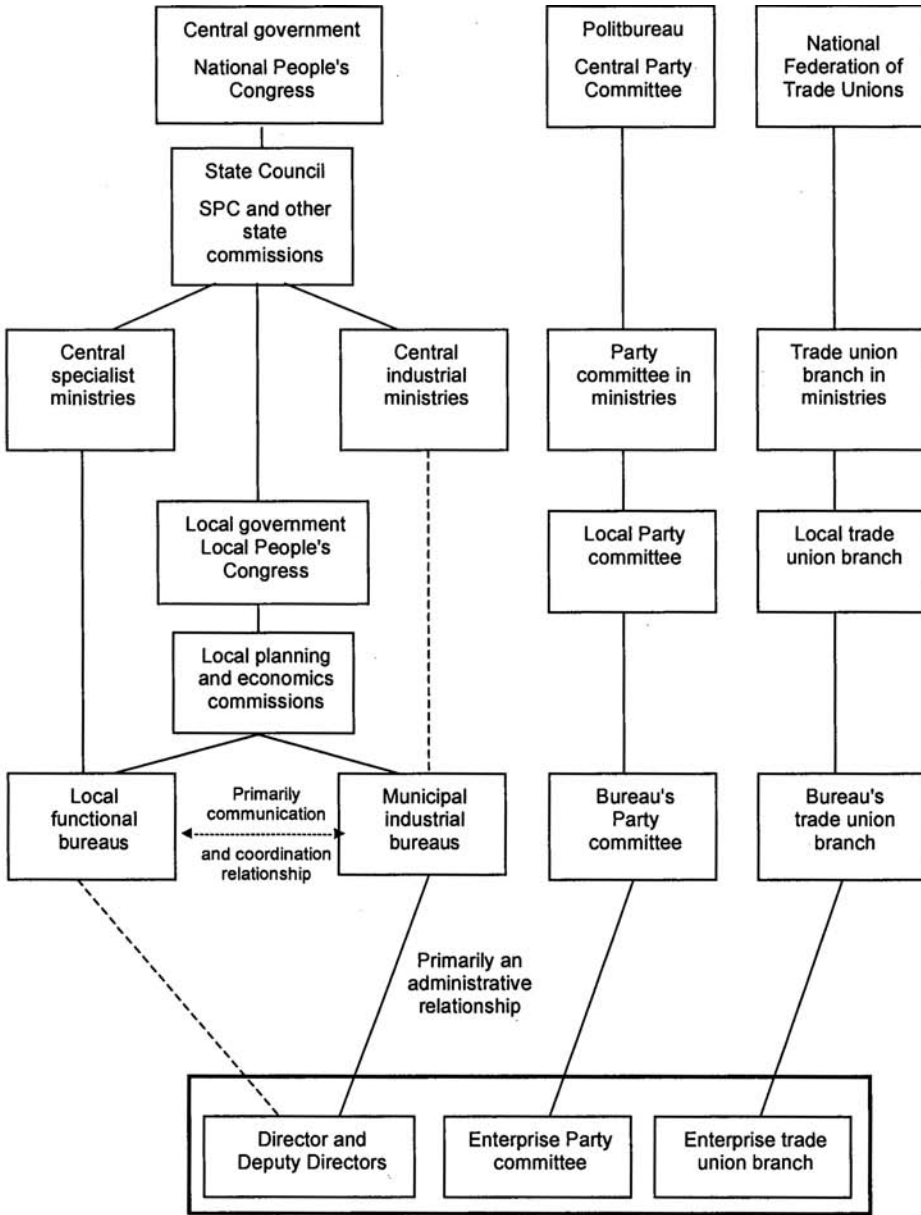 Central government
National People's
Congress
Politbureau
Central Party
Committee
National
Federation of
Trade Unions
State Council
SPC and other
state
commissions
Central
specialist
ministries
Central
industrial
ministries
Party
committee in
ministries
Trade union
branch in
ministries
Local government
Local People's
Congress
Local Party
committee
Local trade
union branch
Local planning
and economics
commissions
Local
functional
bureaus
Primarily
communication
and coordination
relationship
Municipal
industrial
bureaus
Bureau's
Party
committee
Bureau's
trade union
branch
Primarily an
administrative
relationship
Director and
Deputy Directors
Enterprise Party
committee
Enterprise trade
union branch